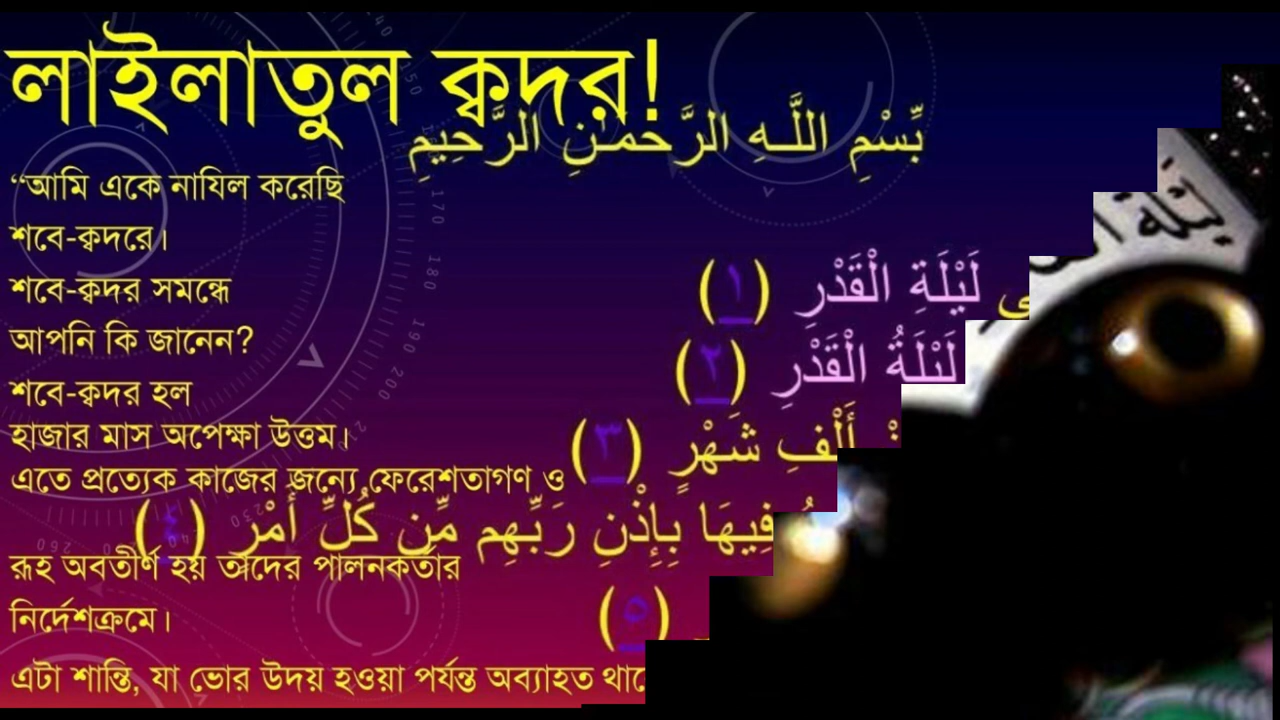 লাইলাতুল ক্বদর!
بِّسْمِ اللَّـهِ الرَّحْمَـٰنِ الرَّحِيمِ
“আমি একে নাযিল করেছি
শবে-ক্বদরে।
শবে-ক্বদর সমন্ধে
আপনি কি জানেন?
শবে-ক্বদর হল
হাজার মাস অপেক্ষা উত্তম।
এতে প্রত্যেক কাজের জন্যে ফেরেশতাগণ ও
রূহ অবতীর্ণ হয় তাদের পালনকর্তার
নির্দেশক্রমে।
এটা শান্তি, যা ভোর উদয় হওয়া পর্যন্ত অব্যাহত
لَيْلَةِ الْقَدْرِ (١)
لَيْلَةُ الْقَدْرِ (٢)
أَلْفِ شَهْرٍ (٣)
فِيهَا بِإِذْنِ رَبِّهِم مِّن كُلِّ أَمْرٍ (٤)
(٥)
ليلة